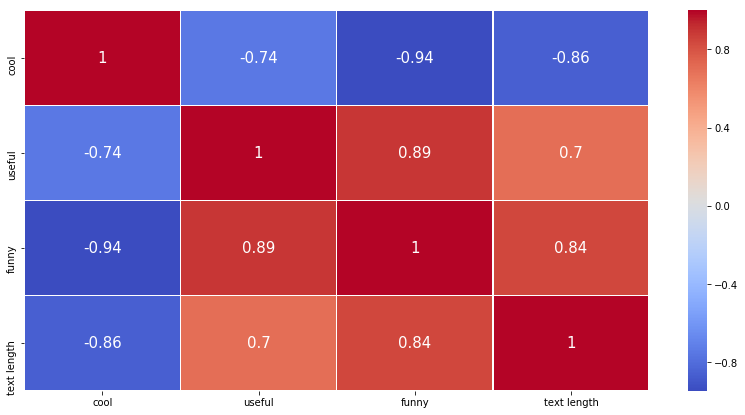 cool
1
-0.74
-0.94
-0.86
useful
-0.74
1
0.89
0.7
funny
-0.94
0.89
1
0.84
text length
-0.86
0.7
0.84
1
cool
useful
funny
text length
0.8
0.4
0.0
−0.4
−0.8